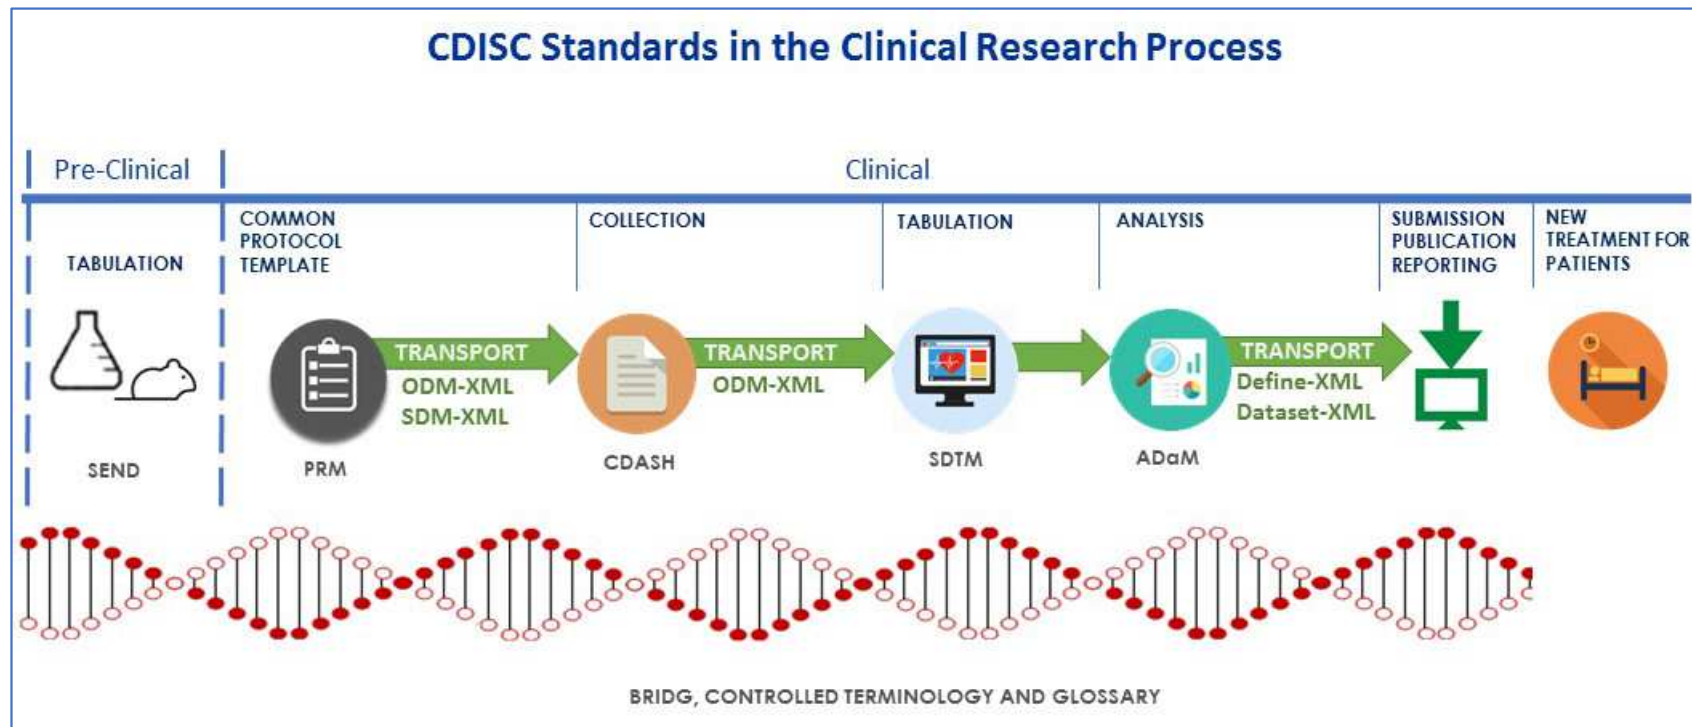 CDISC Standards in the Clinical Research Process
Pre-Clinical
Clinical
TABULATION
COMMON
PROTOCOL
TEMPLATE
COLLECTION
TABULATION
ANALYSIS
SUBMISSION
PUBLICATION
REPORTING
NEW
TREATMENT FOR
PATIENTS
TRANSPORT
ODM-XML
SDM-XML
TRANSPORT
ODM-XML
TRANSPORT
Define-XML
Dataset-XML
SEND
PRM
CDASH
SDTM
ADaM
BRIDG, CONTROLLED TERMINOLOGY AND GLOSSARY